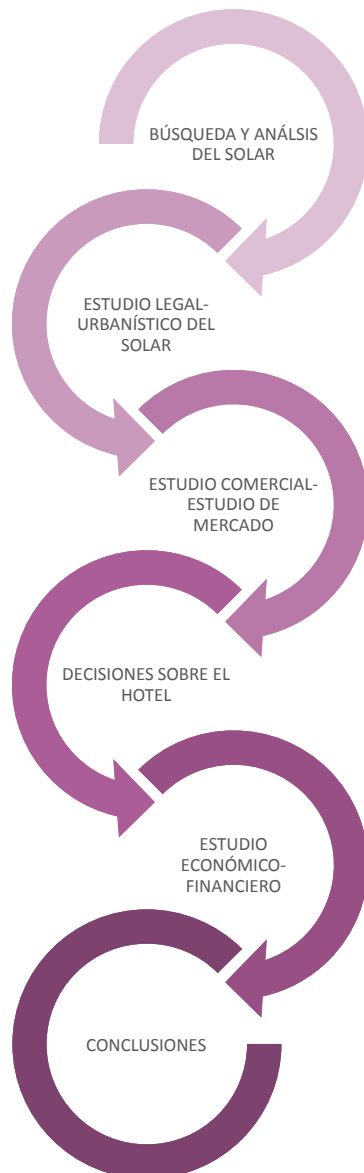 BÚSQUEDA Y ANÁLSIS
DEL SOLAR
ESTUDIO LEGAL-
URBANÍSTICO DEL
SOLAR
ESTUDIO COMERCIAL-
ESTUDIO DE
MERCADO
DECISIONES SOBRE EL
HOTEL
ESTUDIO
ECONÓMICO-
FINANCIERO
CONCLUSIONES